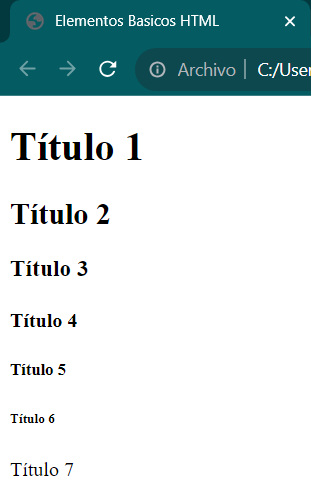 Elementos Basicos HTML
Archivo C:/User
Título 1
Título 2
Título 3
Título 4
Título 5
Título 6
Título 7